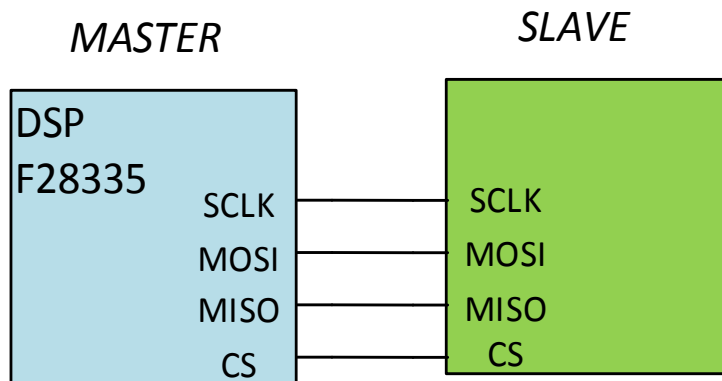 MASTER
SLAVE
DSP
F28335
SCLK
MOSI
MISO
CS
SCLK
MOSI
MISO
CS